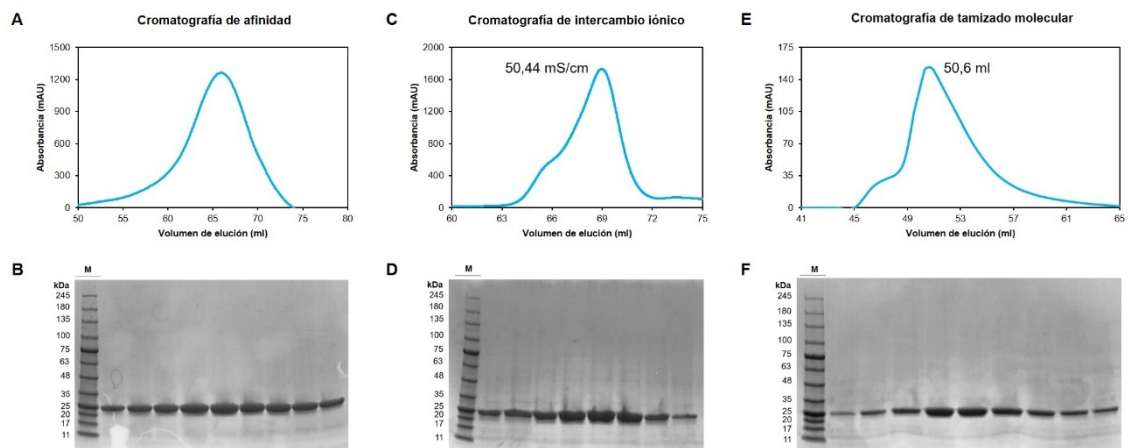 A
Cromatografía de afinidad
Absorbancia (mAU)
1500
1200
900
600
300
0
50 55 60 65 70 75 80
Volumen de elución (ml)
B
M
kDa
245
180
135
100
75
63
48
35
25
20
17
11
C
Cromatografía de intercambio iónico
Absorbancia (mAU)
2000
1600
1200
800
400
0
50,44 mS/cm
60 63 66 69 72 75
Volumen de elución (ml)
D
M
kDa
245
180
135
100
75
63
48
35
25
20
17
11
E
Cromatografía de tamizado molecular
Absorbancia (mAU)
175
140
105
70
35
0
50,6 ml
41 45 49 53 57 61 65
Volumen de elución (ml)
F
M
kDa
245
180
135
100
75
63
48
35
25
20
17
11